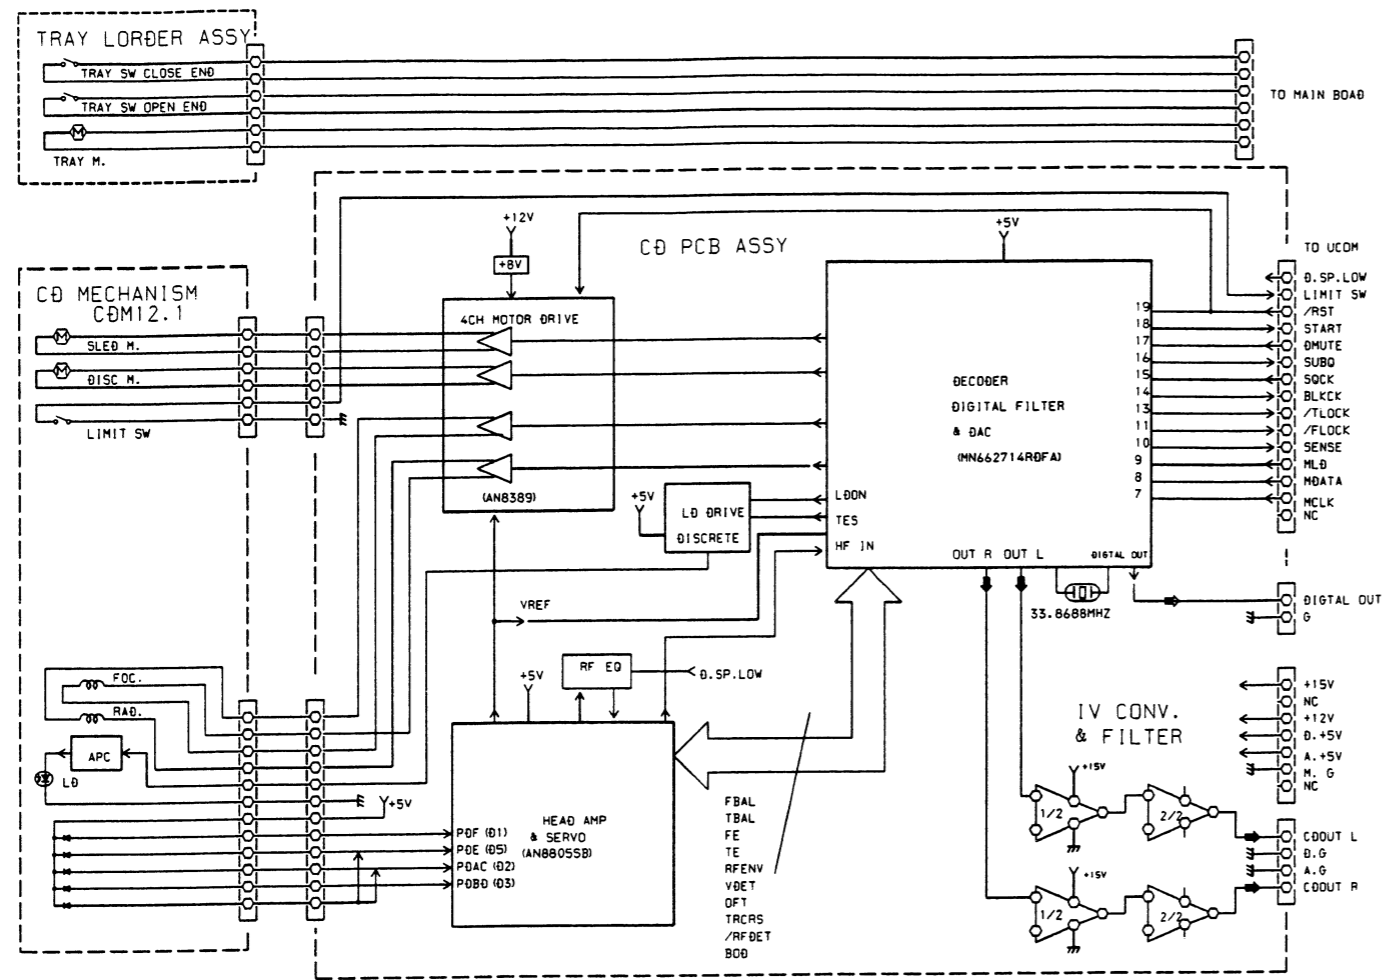 TRAY LORDER ASSY
TRAY SW CLOSE END
TRAY SW OPEN END
TRAY M.
TO MAIN BOAD
CD PCB ASSY
+12V
+8V
+5V
TO UCOM
CD MECHANISM
CDM12.1
SLED M.
DISC M.
LIMIT SW
4CH MOTOR DRIVE
(AN8389)
DECODER
DIGITAL FILTER
& DAC
(MN662714RDFA)
19
18
17
16
15
14
13
11
10
9
8
7
D.SP.LOW
LIMIT SW
/RST
START
DMUTE
SUBQ
SQCK
BLKCK
/TLOCK
/FLOCK
SENSE
MLD
MDATA
MCLK
NC
+5V
LD DRIVE
DISCRETE
LDON
TES
HF IN
OUT R
OUT L
DIGTAL OUT
33.8688MHZ
DIGTAL OUT
G
VREF
+5V
RF EQ
D.SP.LOW
FOC.
RAD.
APC
LD
+5V
PDF (D1)
PDE (D5)
PDAC (D2)
PDBD (D3)
HEAD AMP
& SERVO
(AN8805SB)
FBAL
TBAL
FE
TE
RFENV
VDET
OFT
TRCRS
/RFDET
BDO
IV CONV.
& FILTER
+15V
NC
+12V
D.+5V
A.+5V
M. G
NC
+15V
1/2
2/2
CDOUT L
D.G
A.G
CDOUT R
+15V
1/2
2/2